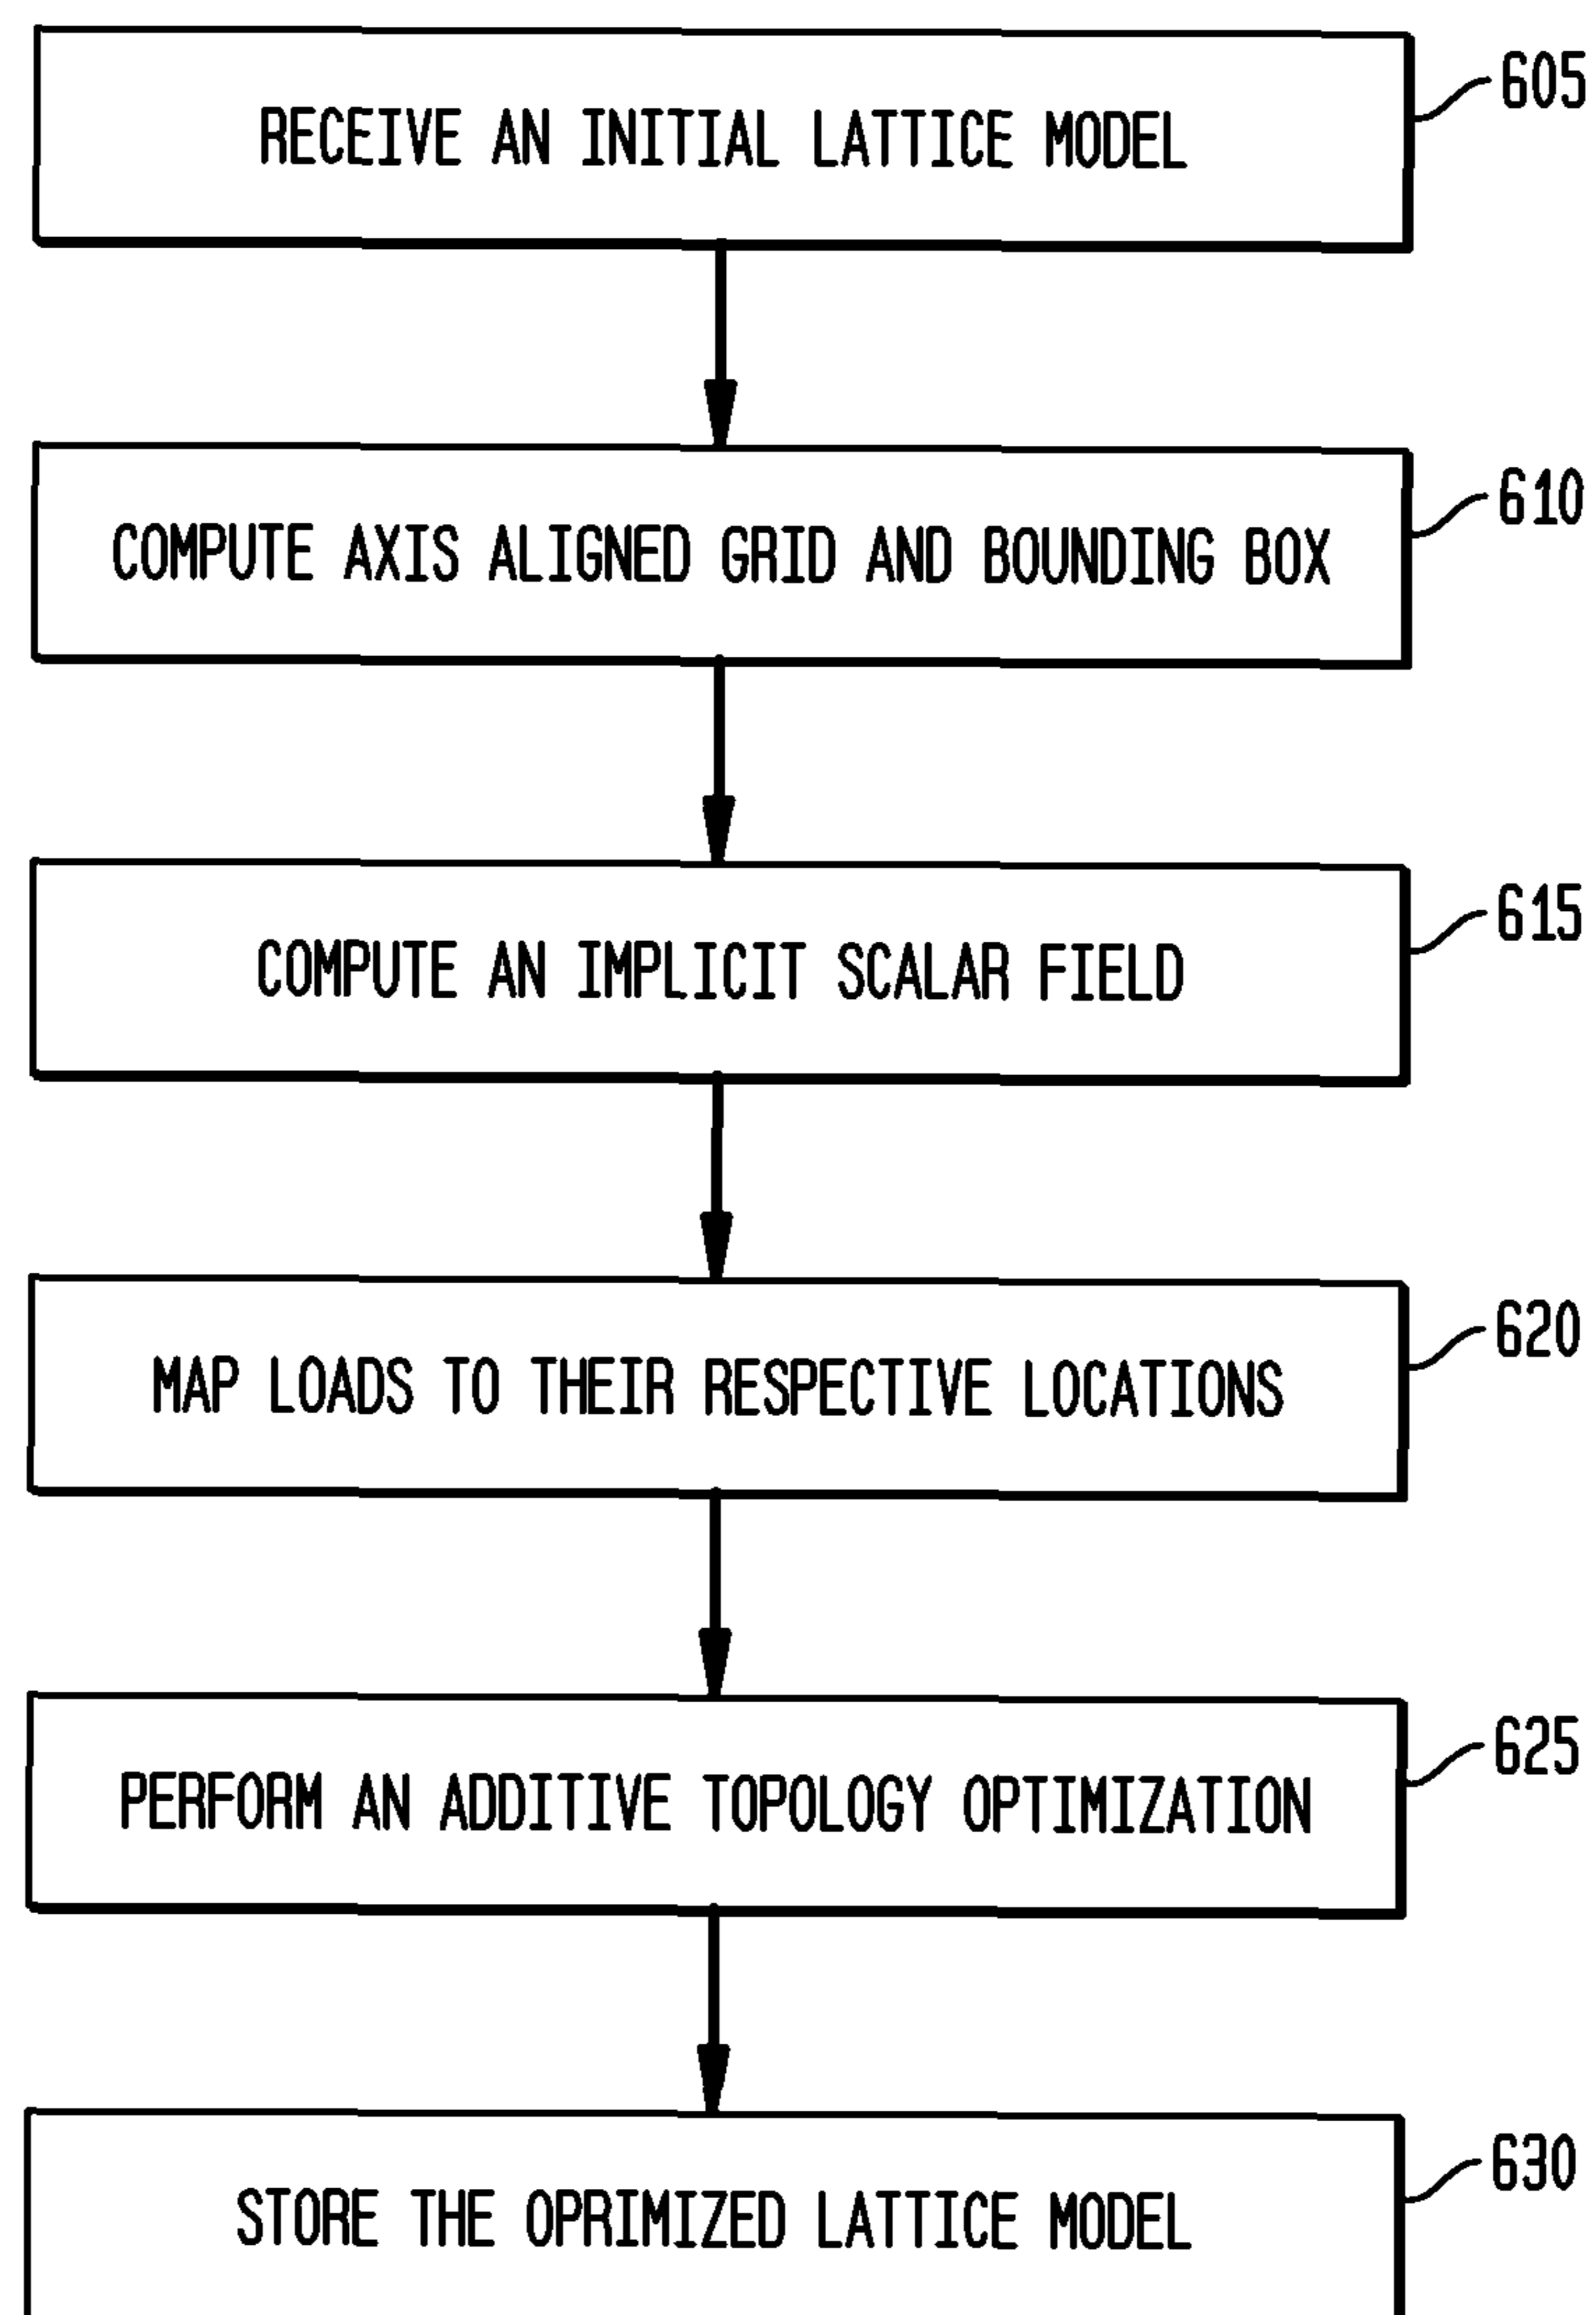 RECEIVE AN INITIAL LATTICE MODEL
605
COMPUTE AXIS ALIGNED GRID AND BOUNDING BOX
610
COMPUTE AN IMPLICIT SCALAR FIELD
615
MAP LOADS TO THEIR RESPECTIVE LOCATIONS
620
PERFORM AN ADDITIVE TOPOLOGY OPTIMIZATION
625
STORE THE OPRIMIZED LATTICE MODEL
630